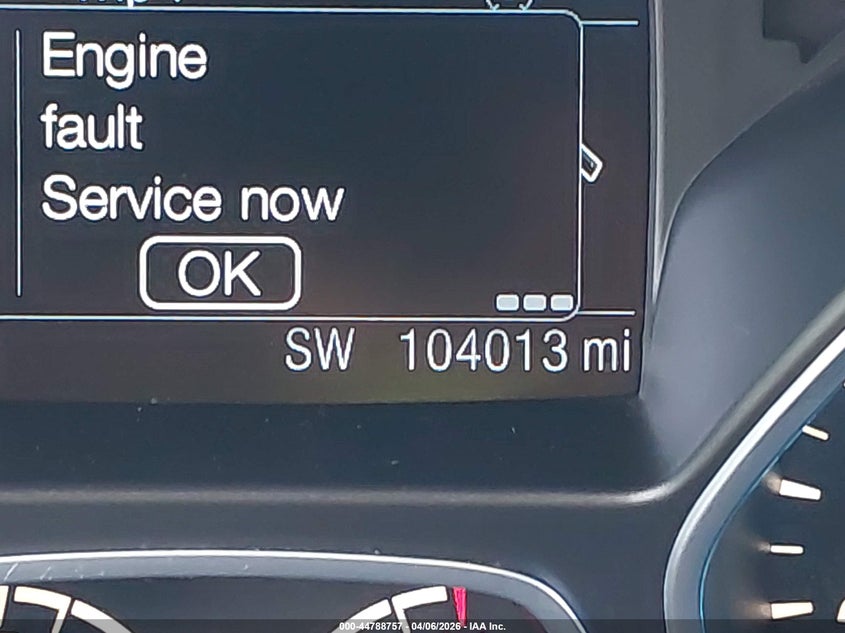 Engine
fault
Service now
OK
SW 104013 mi
000-44788757 - 04/06/2026 - IAA Inc.